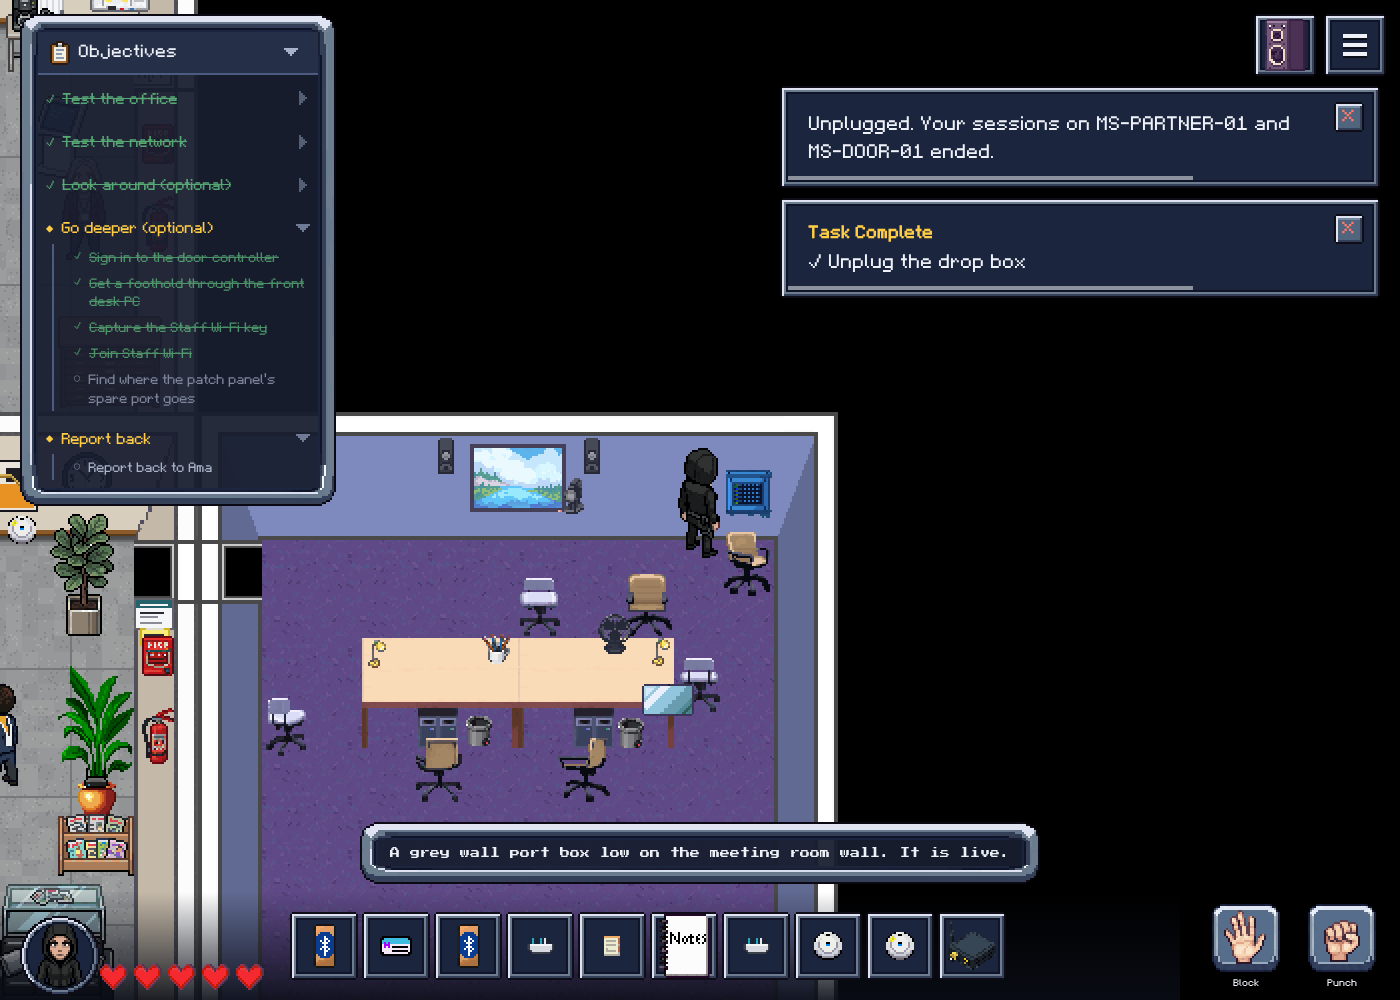 Objectives
Test the office
Test the network
Look around (optional)
Go deeper (optional)
Sign in to the door controller
Get a foothold through the front
desk PC
Capture the Staff Wi-Fi key
Join Staff Wi-Fi
Find where the patch panel's
spare port goes
Report back
Report back to Ama
Unplugged. Your sessions on MS-PARTNER-01 and
MS-DOOR-01 ended.
Task Complete
✓ Unplug the drop box
A grey wall port box low on the meeting room wall. It is live.
Notes
Block
Punch